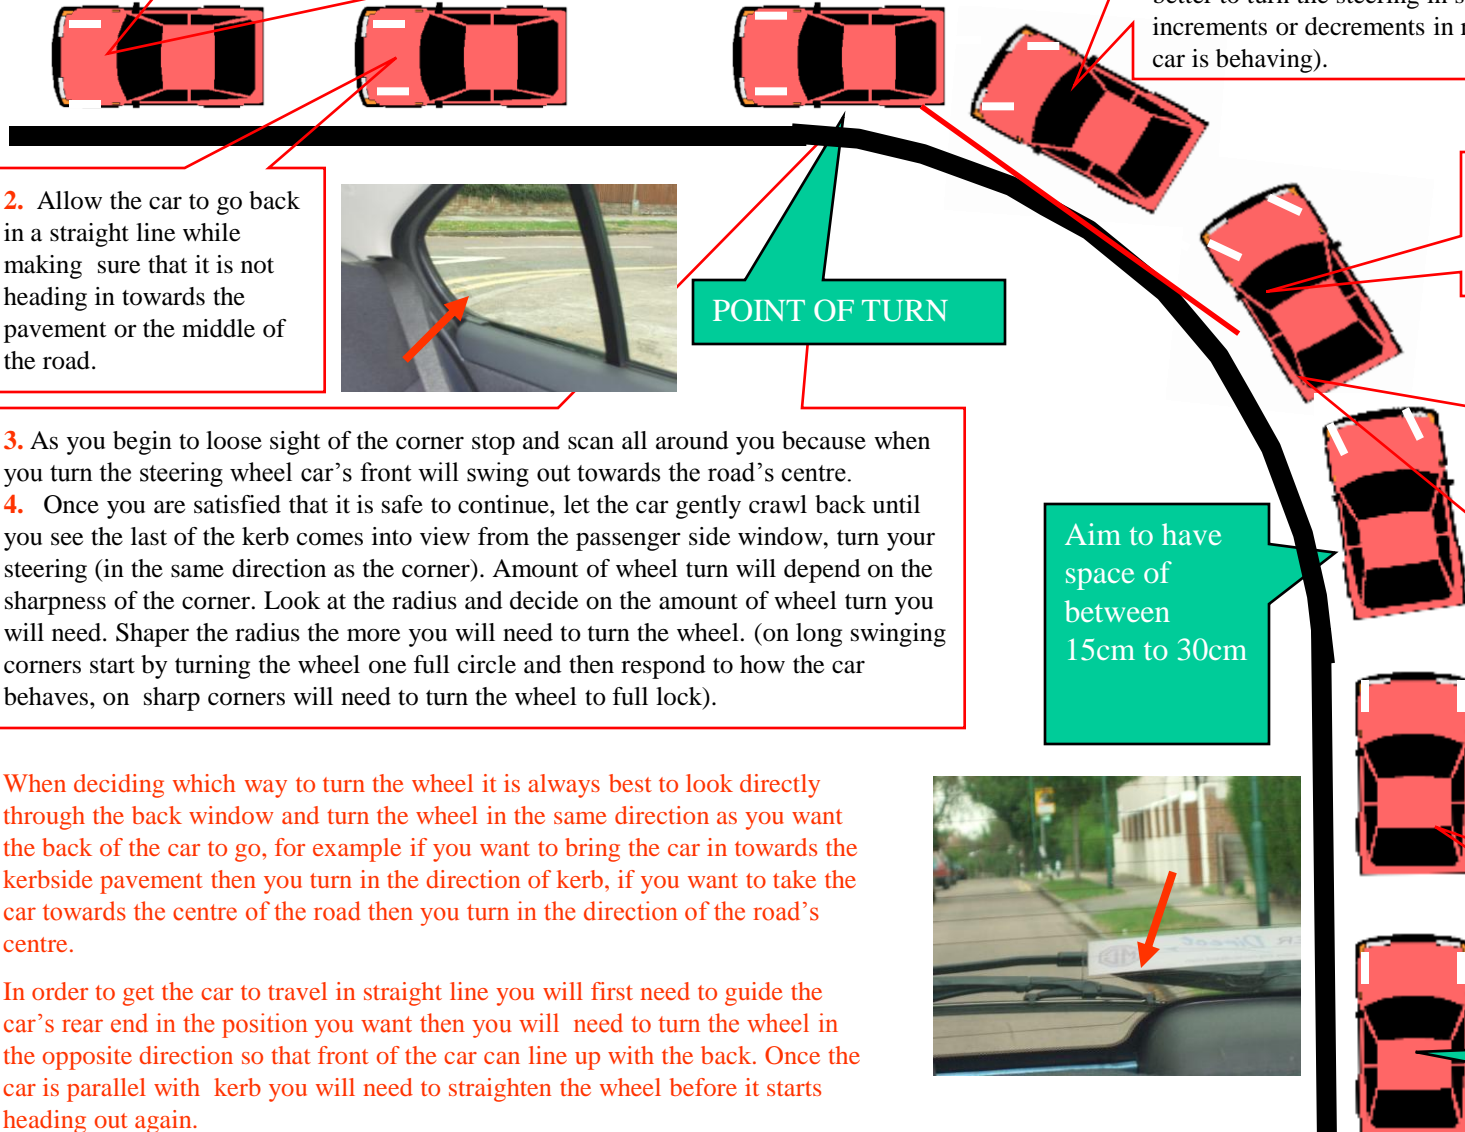 better to turn the steering in
increments or decrements in
car is behaving).
2. Allow the car to go back
in a straight line while
making sure that it is not
heading in towards the
pavement or the middle of
the road.
POINT OF TURN
3. As you begin to loose sight of the corner stop and scan all around you because when
you turn the steering wheel car's front will swing out towards the road's centre.
4. Once you are satisfied that it is safe to continue, let the car gently crawl back until
you see the last of the kerb comes into view from the passenger side window, turn your
steering (in the same direction as the corner). Amount of wheel turn will depend on the
sharpness of the corner. Look at the radius and decide on the amount of wheel turn you
will need. Shaper the radius the more you will need to turn the wheel. (on long swinging
corners start by turning the wheel one full circle and then respond to how the car
behaves, on sharp corners will need to turn the wheel to full lock).
Aim to have
space of
between
15cm to 30cm
When deciding which way to turn the wheel it is always best to look directly
through the back window and turn the wheel in the same direction as you want
the back of the car to go, for example if you want to bring the car in towards the
kerbside pavement then you turn in the direction of kerb, if you want to take the
car towards the centre of the road then you turn in the direction of the road's
centre.
In order to get the car to travel in straight line you will first need to guide the
car's rear end in the position you want then you will need to turn the wheel in
the opposite direction so that front of the car can line up with the back. Once the
car is parallel with kerb you will need to straighten the wheel before it starts
heading out again.